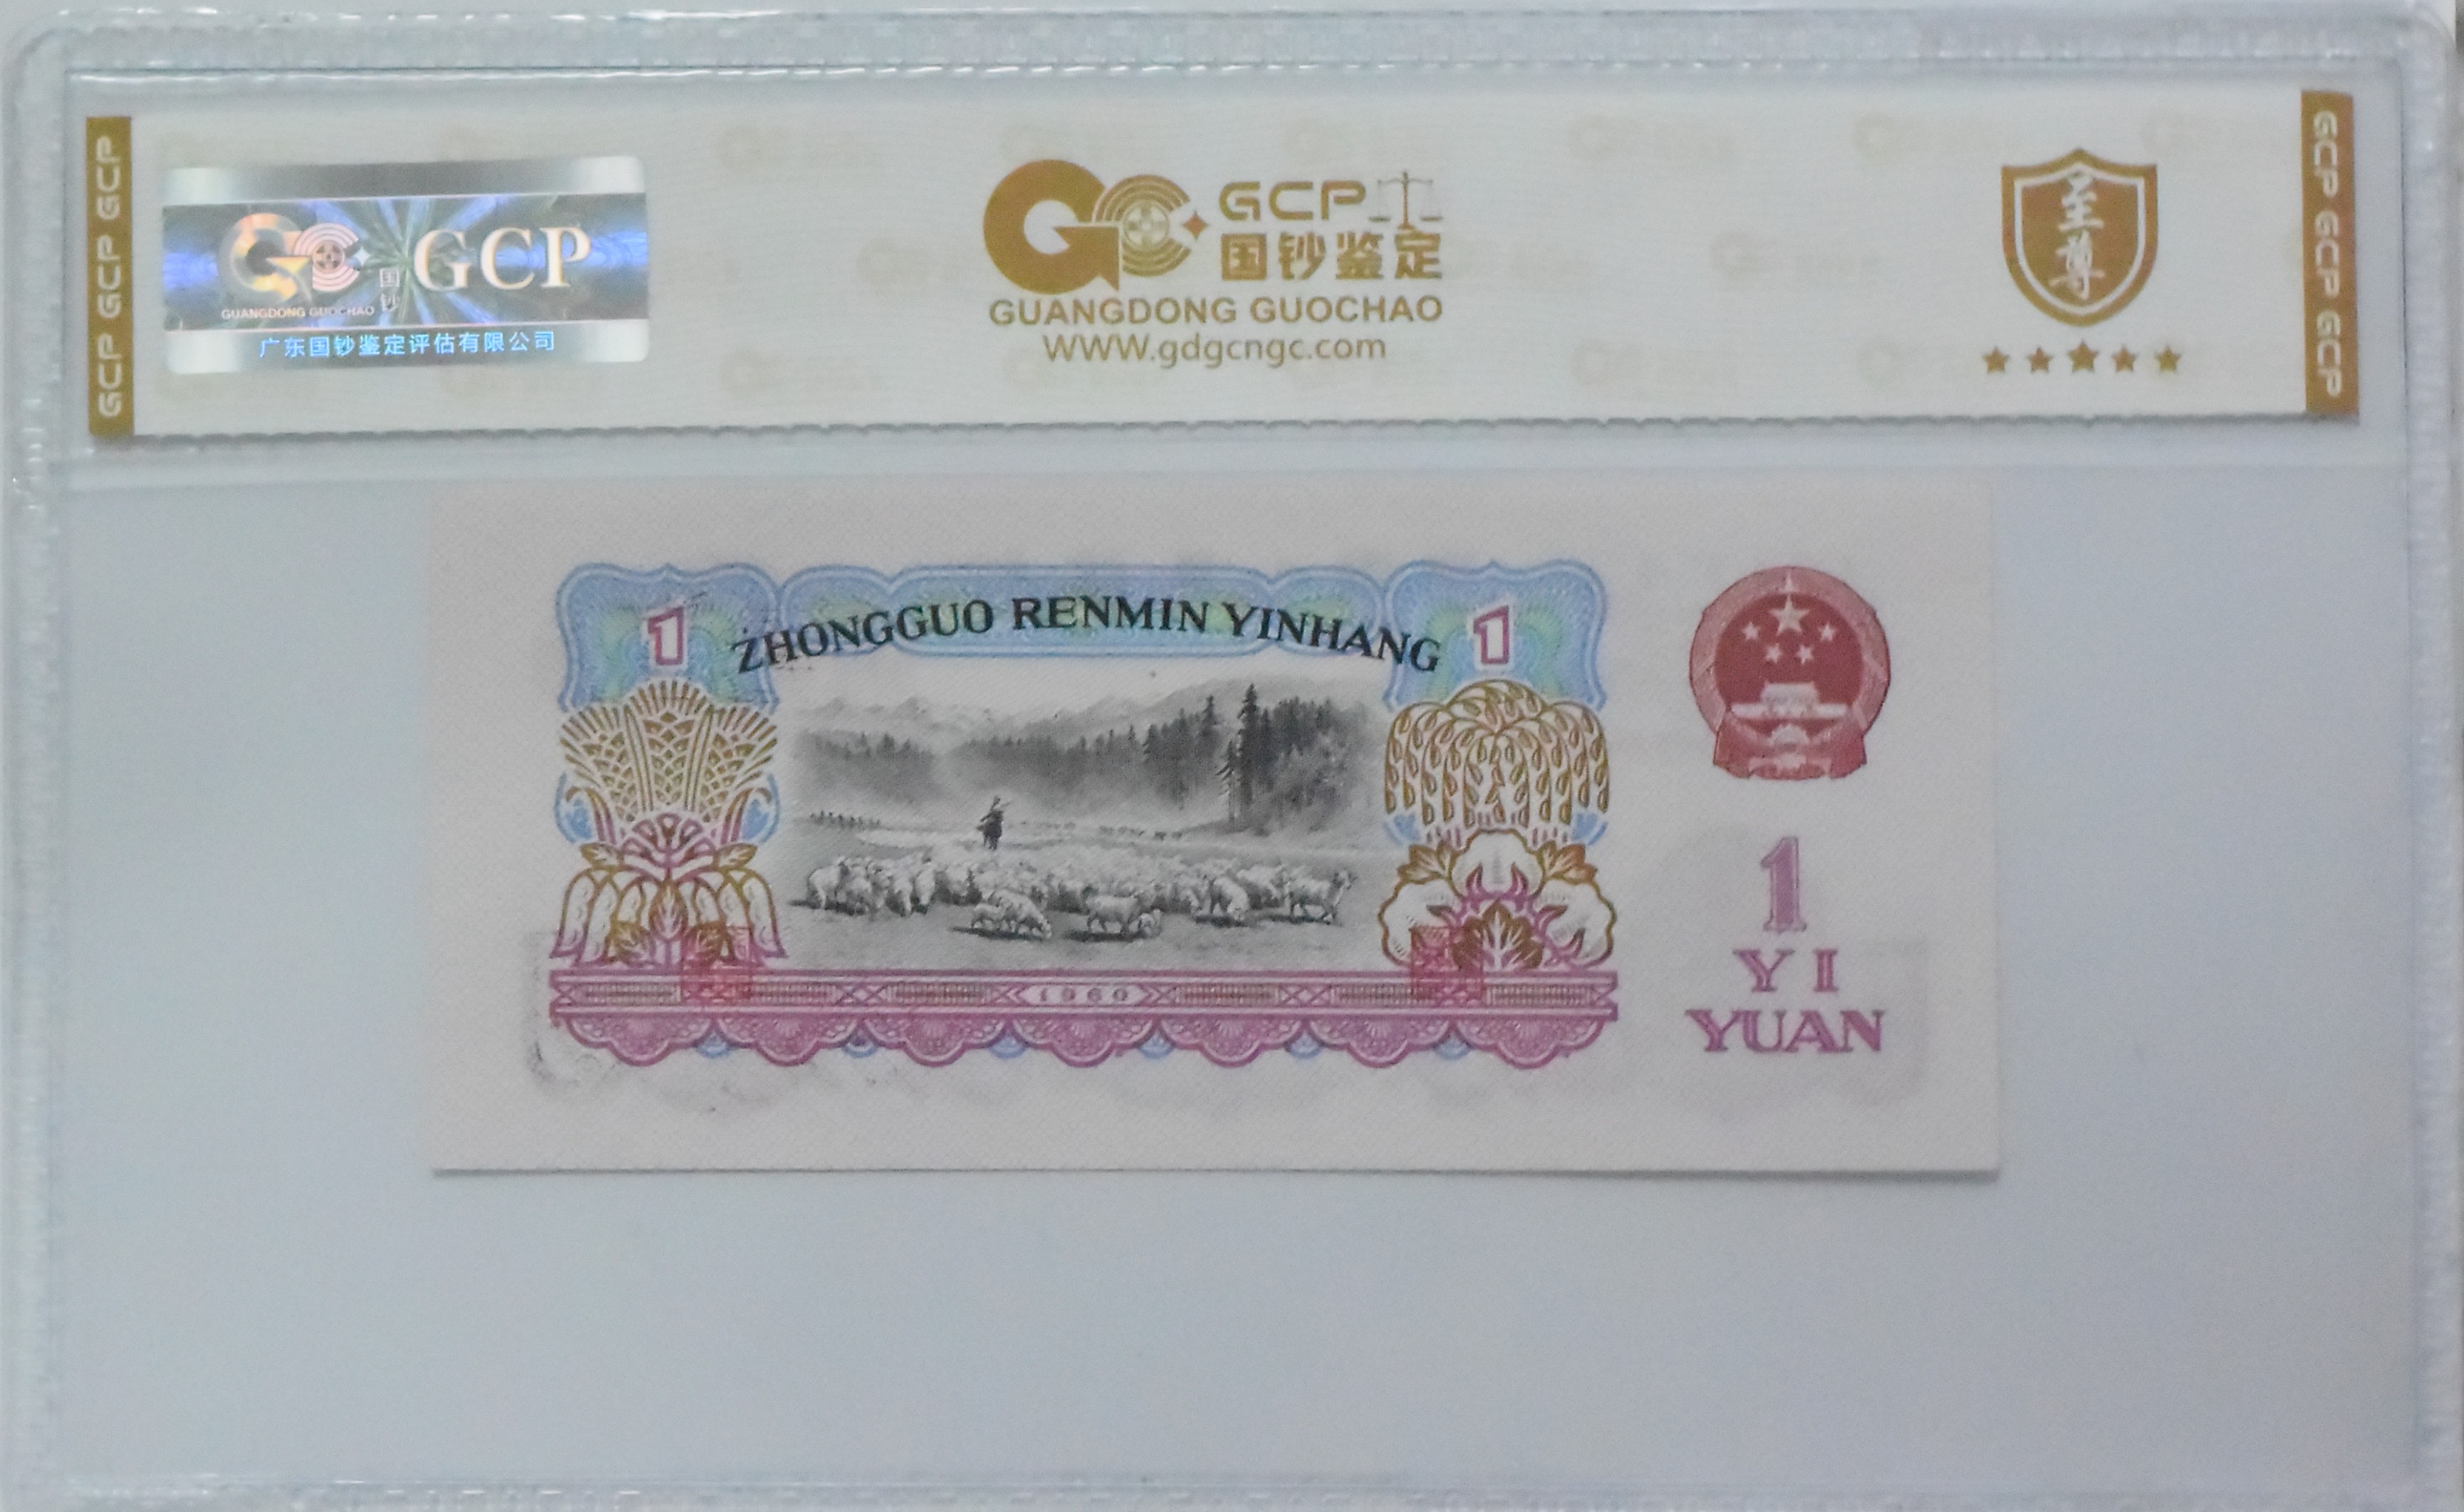 GCP GCP GCP
GCP
国钞
GUANGDONG GUOCHAO
广东国钞鉴定评估有限公司
GCP
国钞鉴定
GUANGDONG GUOCHAO
WWW.gdgcngc.com
至尊
GCP GCP GCP
1
ZHONGGUO RENMIN YINHANG
1
1960
1
YI
YUAN